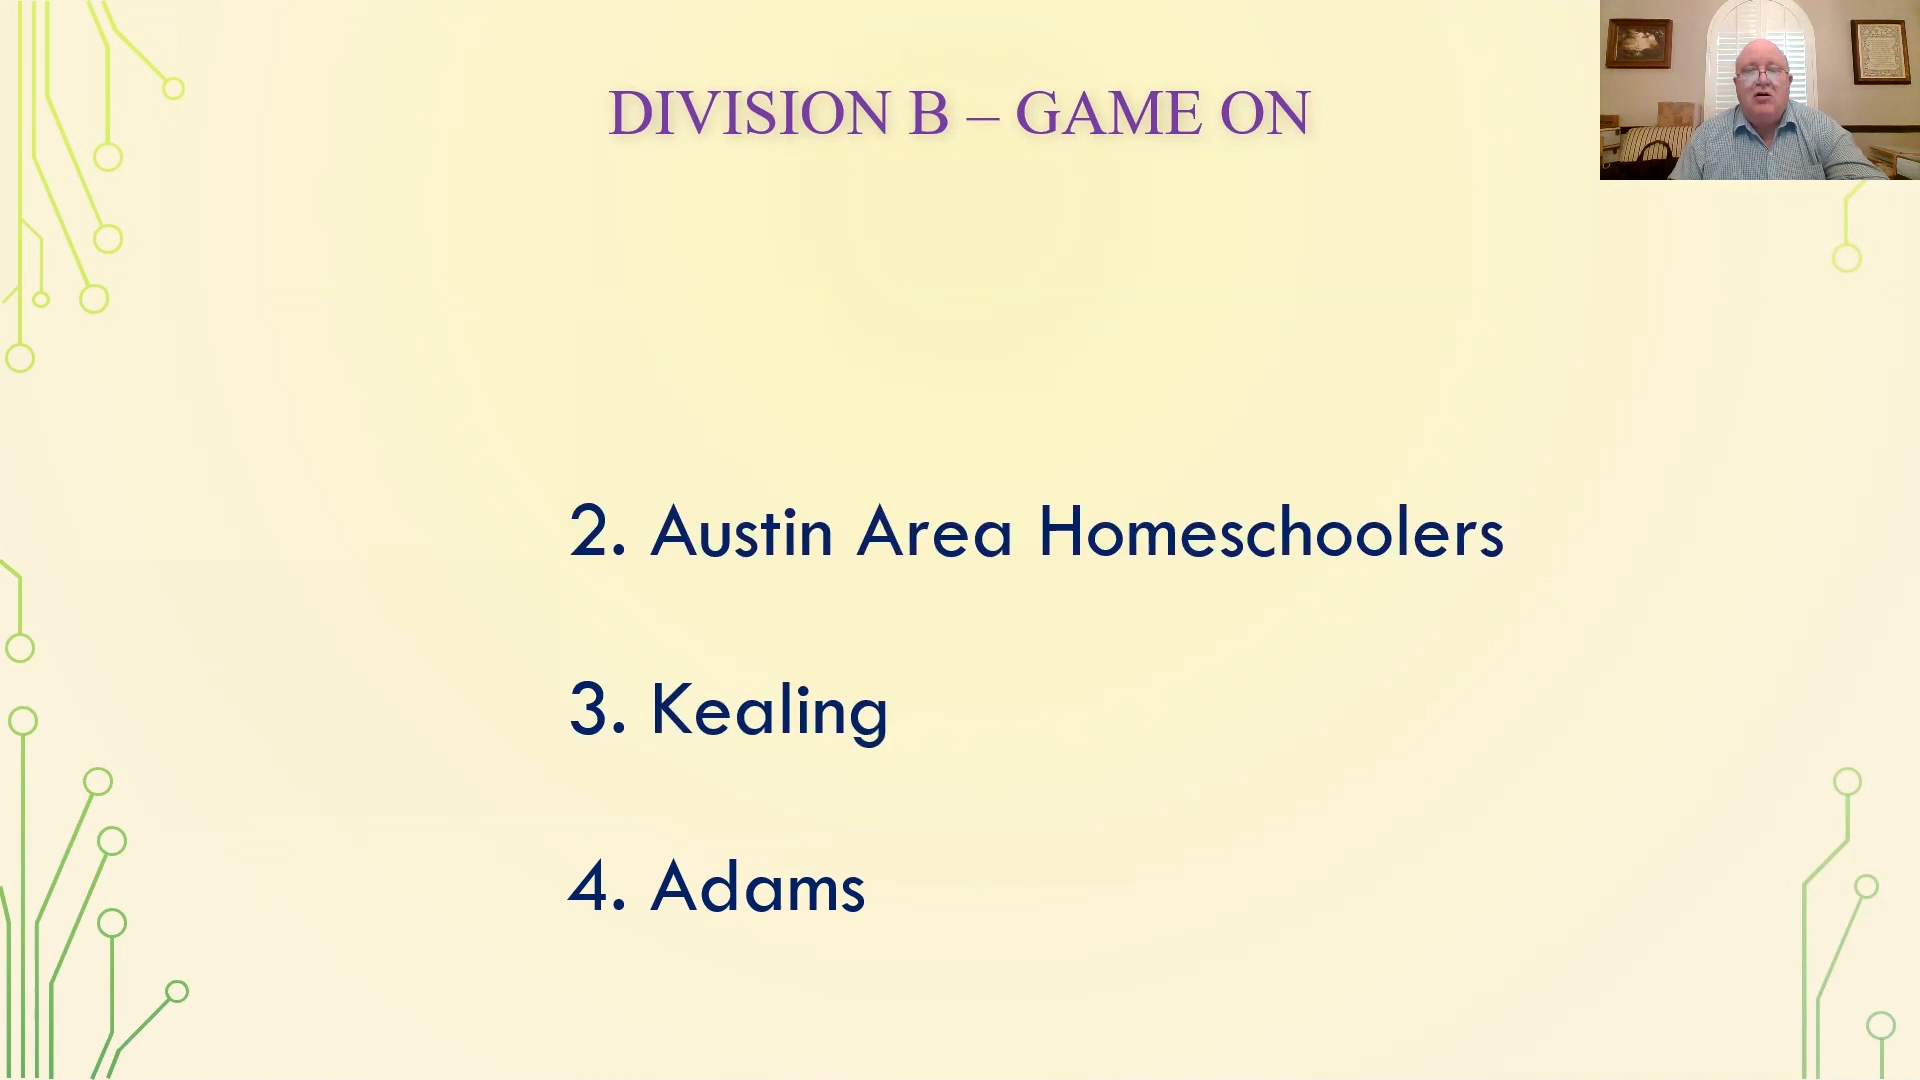 DIVISION B – GAME ON
2. Austin Area Homeschoolers
3. Kealing
4. Adams